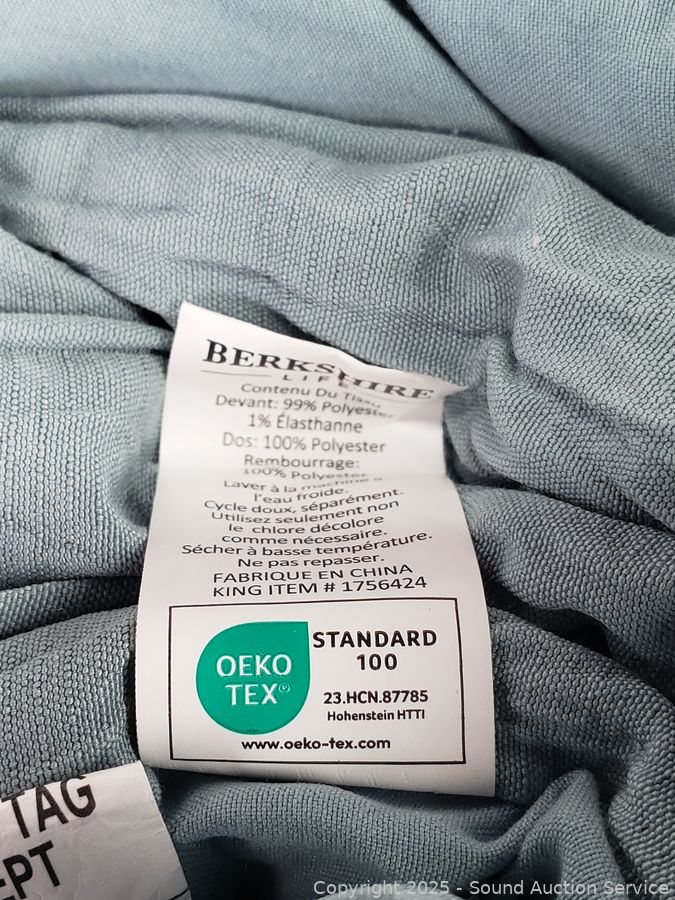 BERKSHIRE
LIFE
Contenu Du Tissu
Devant: 99% Polyester
1% Élasthanne
Dos: 100% Polyester
Rembourrage:
100% Polyester
Laver à la machine à
l'eau froide.
Cycle doux, séparément.
Utilisez seulement non
le chlore décolore
comme nécessaire.
Sécher à basse température.
Ne pas repasser.
FABRIQUE EN CHINA
KING ITEM # 1756424
OEKO
TEX®
STANDARD
100
23.HCN.87785
Hohenstein HTTI
www.oeko-tex.com
TAG
EPT
Copyright 2025 - Sound Auction Service